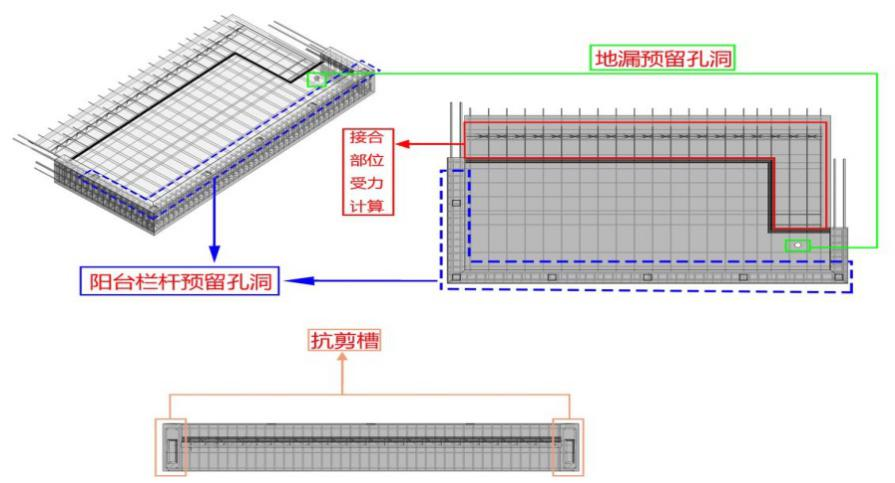 地漏预留孔洞
接合
部位
受力
计算
阳台栏杆预留孔洞
抗剪槽